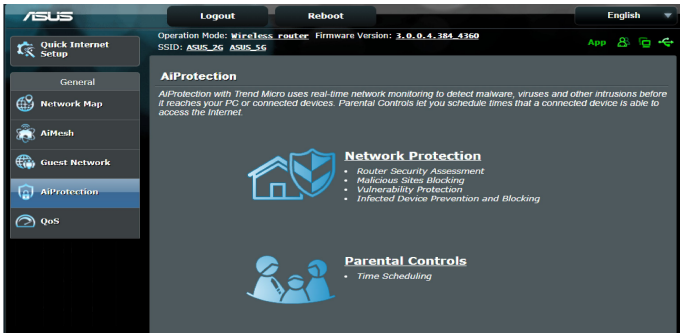 ASUS
Logout
Reboot
English
Quick Internet
Setup
Operation Mode: Wireless router Firmware Version: 3.0.0.4.384_4360
SSID: ASUS_2G ASUS_5G
App
General
Network Map
AiMesh
Guest Network
AiProtection
QoS
AiProtection
AiProtection with Trend Micro uses real-time network monitoring to detect malware, viruses and other intrusions before
it reaches your PC or connected devices. Parental Controls let you schedule times that a connected device is able to
access the Internet.
Network Protection
• Router Security Assessment
• Malicious Sites Blocking
• Vulnerability Protection
• Infected Device Prevention and Blocking
Parental Controls
• Time Scheduling